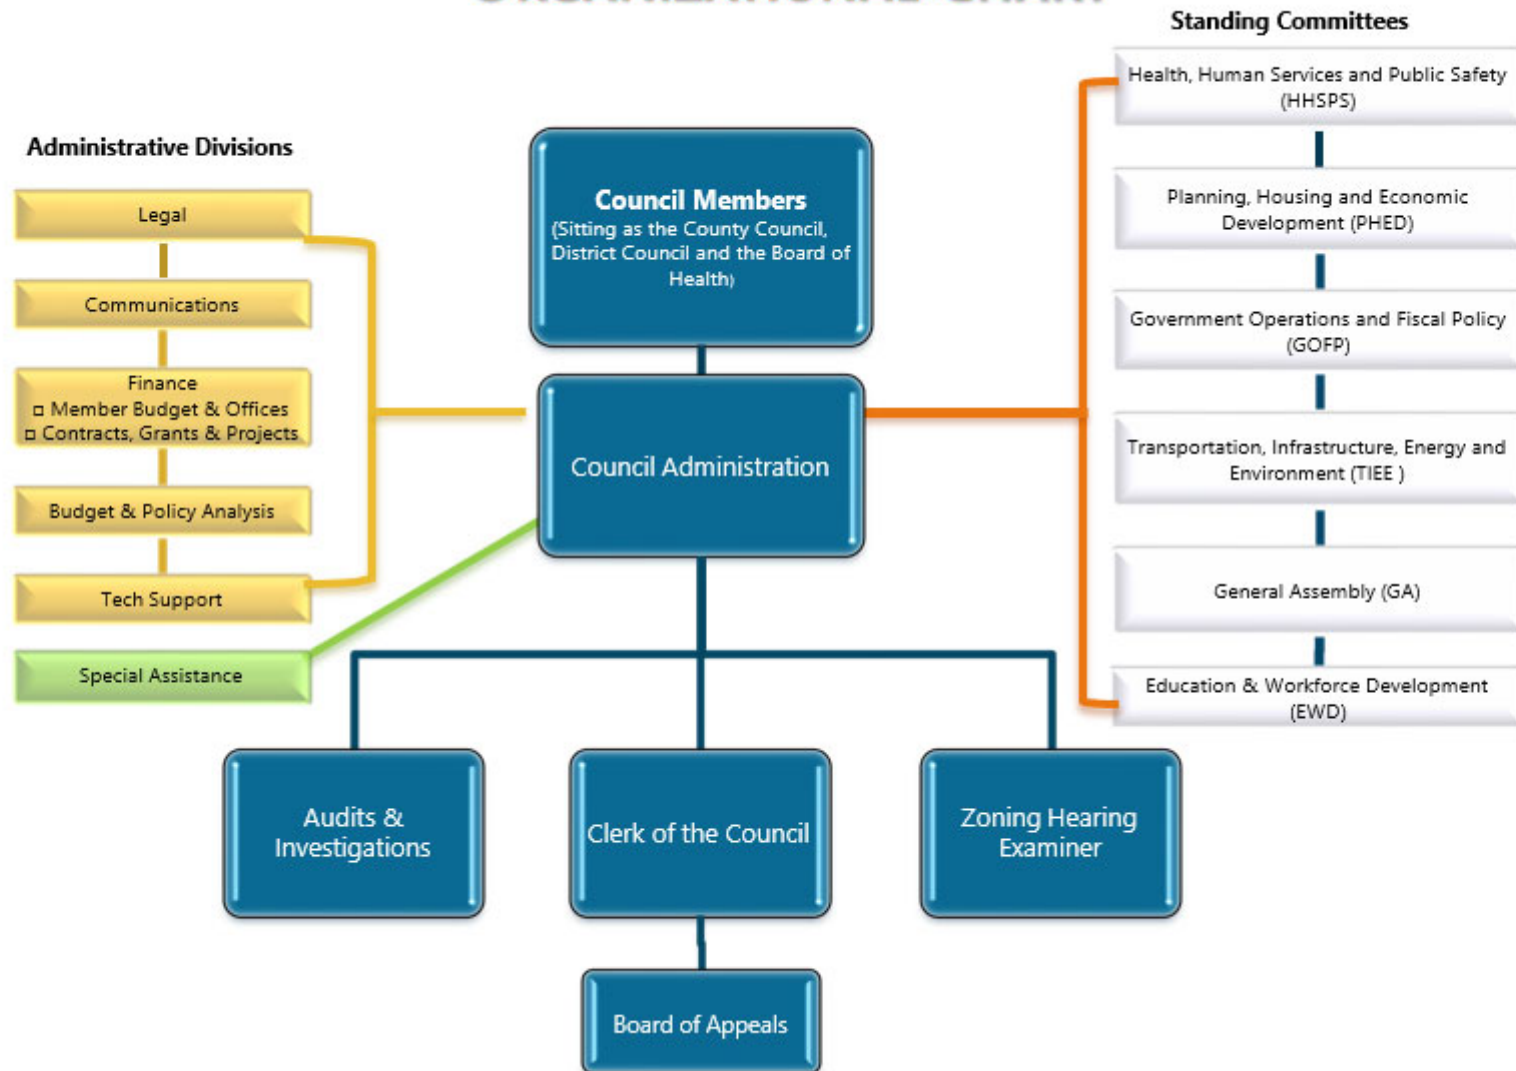 ORGANIZATIONAL CHART
Standing Committees
Health, Human Services and Public Safety
(HHSPS)
Planning, Housing and Economic
Development (PHED)
Government Operations and Fiscal Policy
(GOFP)
Transportation, Infrastructure, Energy and
Environment (TIEE )
General Assembly (GA)
Education & Workforce Development
(EWD)
Administrative Divisions
Legal
Communications
Finance
□ Member Budget & Offices
□ Contracts, Grants & Projects
Budget & Policy Analysis
Tech Support
Special Assistance
Council Members
(Sitting as the County Council,
District Council and the Board of
Health)
Council Administration
Audits &
Investigations
Clerk of the Council
Zoning Hearing
Examiner
Board of Appeals